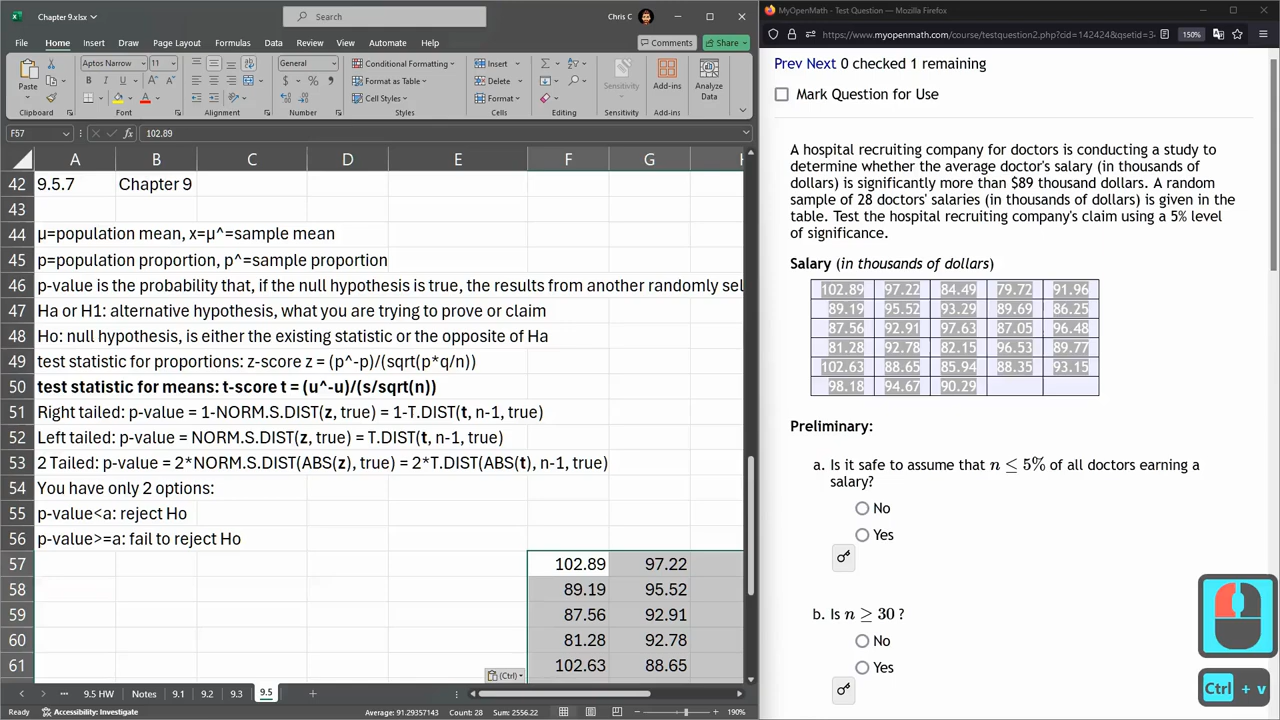 Chapter 9.xlsx
Search
Chris C
File Home Insert Draw Page Layout Formulas Data Review View Automate Help Comments Share
Paste
Clipboard
Aptos Narrow 11
B I U
Font
Alignment
General
Number
Conditional Formatting
Format as Table
Cell Styles
Styles
Insert
Delete
Format
Cells
Editing
Sensitivity
Sensitivity
Add-ins
Add-ins
Analyze
Data
F57 fx 102.89
A B C D E F G H
42 9.5.7 Chapter 9
43
44 µ=population mean, x=µ^=sample mean
45 p=population proportion, p^=sample proportion
46 p-value is the probability that, if the null hypothesis is true, the results from another randomly sel
47 Ha or H1: alternative hypothesis, what you are trying to prove or claim
48 Ho: null hypothesis, is either the existing statistic or the opposite of Ha
49 test statistic for proportions: z-score z = (p^-p)/(sqrt(p*q/n))
50 test statistic for means: t-score t = (u^-u)/(s/sqrt(n))
51 Right tailed: p-value = 1-NORM.S.DIST(z, true) = 1-T.DIST(t, n-1, true)
52 Left tailed: p-value = NORM.S.DIST(z, true) = T.DIST(t, n-1, true)
53 2 Tailed: p-value = 2*NORM.S.DIST(ABS(z), true) = 2*T.DIST(ABS(t), n-1, true)
54 You have only 2 options:
55 p-value<a: reject Ho
56 p-value>=a: fail to reject Ho
57 102.89 97.22
58 89.19 95.52
59 87.56 92.91
60 81.28 92.78
61 102.63 88.65
(Ctrl)
9.5 HW Notes 9.1 9.2 9.3 9.5
Ready Accessibility: Investigate Average: 91.29357143 Count: 28 Sum: 2556.22 190%
MyOpenMath - Test Question — Mozilla Firefox
https://www.myopenmath.com/course/testquestion2.php?cid=142424&qsetid=3 150%
Prev Next 0 checked 1 remaining
Mark Question for Use
A hospital recruiting company for doctors is conducting a study to
determine whether the average doctor's salary (in thousands of
dollars) is significantly more than $89 thousand dollars. A random
sample of 28 doctors' salaries (in thousands of dollars) is given in the
table. Test the hospital recruiting company's claim using a 5% level
of significance.
Salary (in thousands of dollars)
102.89 97.22 84.49 79.72 91.96
89.19 95.52 93.29 89.69 86.25
87.56 92.91 97.63 87.05 96.48
81.28 92.78 82.15 96.53 89.77
102.63 88.65 85.94 88.35 93.15
98.18 94.67 90.29
Preliminary:
a. Is it safe to assume that n ≤ 5% of all doctors earning a
salary?
No
Yes
b. Is n ≥ 30 ?
No
Yes
Ctrl + v